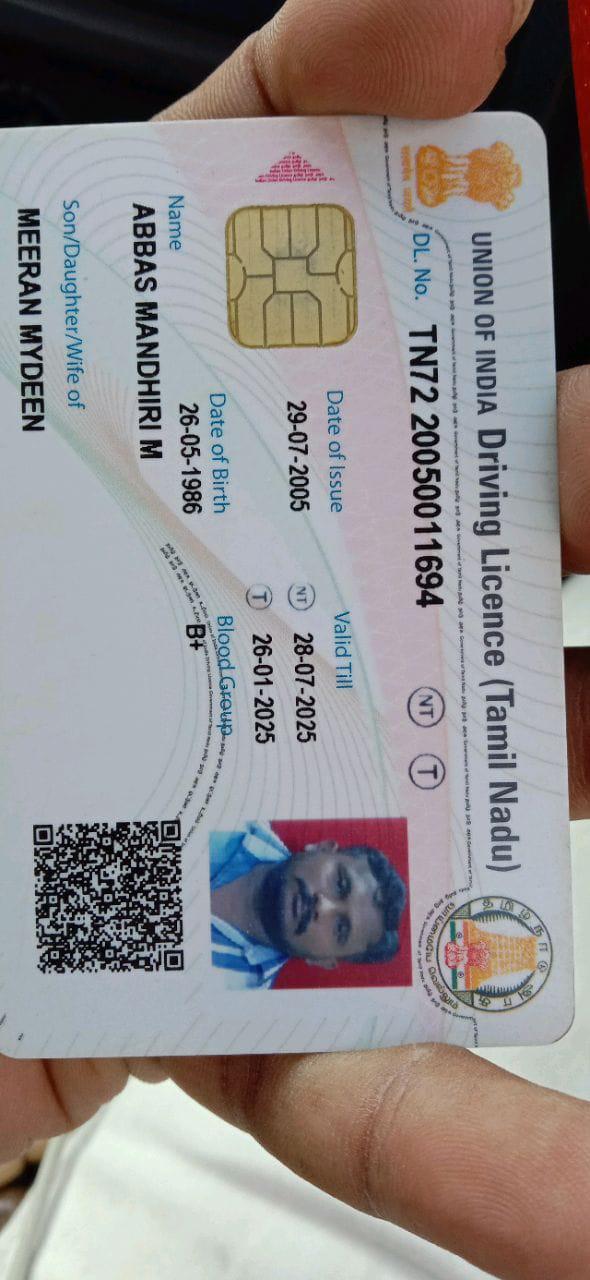 UNION OF INDIA Driving Licence (Tamil Nadu)
DL. No. TN72 20050011694 NT T
Date of Issue
29-07-2005
Valid Till
NT 28-07-2025
T 26-01-2025
Name
ABBAS MANDHIRI M
Date of Birth
26-05-1986
Blood Group
B+
Son/Daughter/Wife of
MEERAN MYDEEN